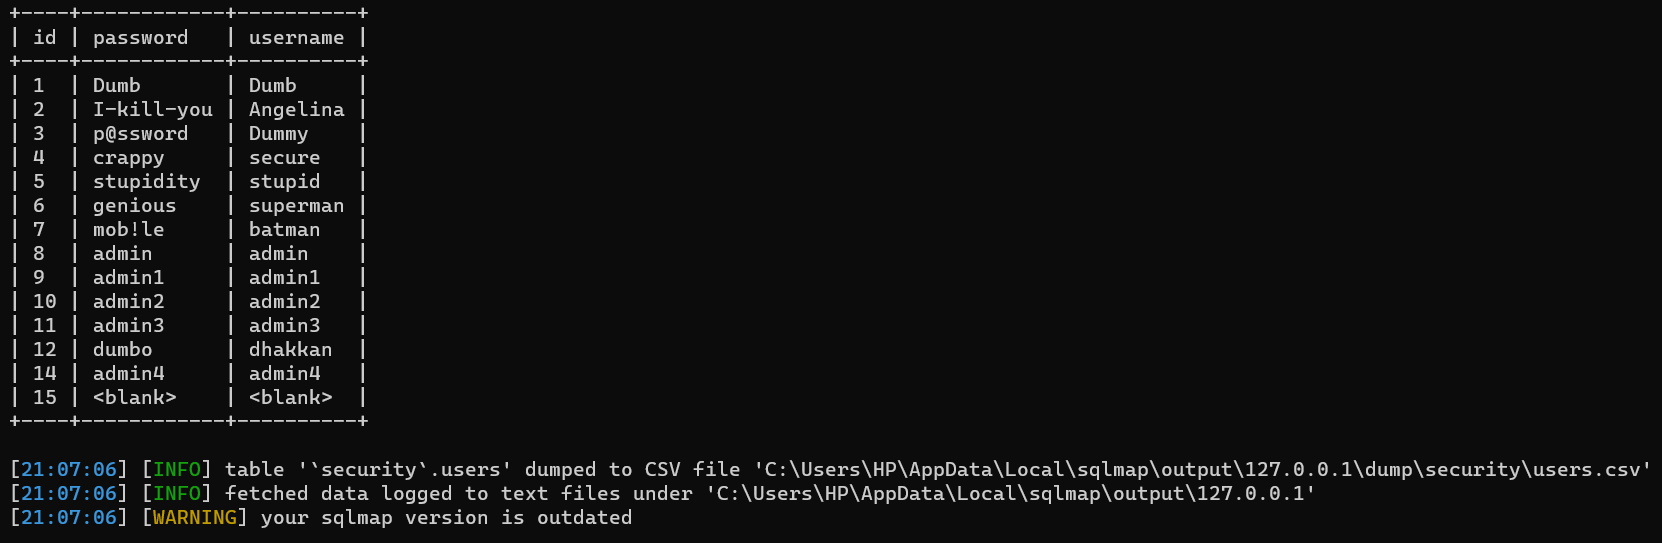 +----+------------+----------+
| id | password   | username |
+----+------------+----------+
| 1  | Dumb       | Dumb     |
| 2  | I-kill-you | Angelina |
| 3  | p@ssword   | Dummy    |
| 4  | crappy     | secure   |
| 5  | stupidity  | stupid   |
| 6  | genious    | superman |
| 7  | mob!le     | batman   |
| 8  | admin      | admin    |
| 9  | admin1     | admin1   |
| 10 | admin2     | admin2   |
| 11 | admin3     | admin3   |
| 12 | dumbo      | dhakkan  |
| 14 | admin4     | admin4   |
| 15 | <blank>    | <blank>  |
+----+------------+----------+
[21:07:06] [INFO] table '`security`.users' dumped to CSV file 'C:\Users\HP\AppData\Local\sqlmap\output\127.0.0.1\dump\security\users.csv'
[21:07:06] [INFO] fetched data logged to text files under 'C:\Users\HP\AppData\Local\sqlmap\output\127.0.0.1'
[21:07:06] [WARNING] your sqlmap version is outdated